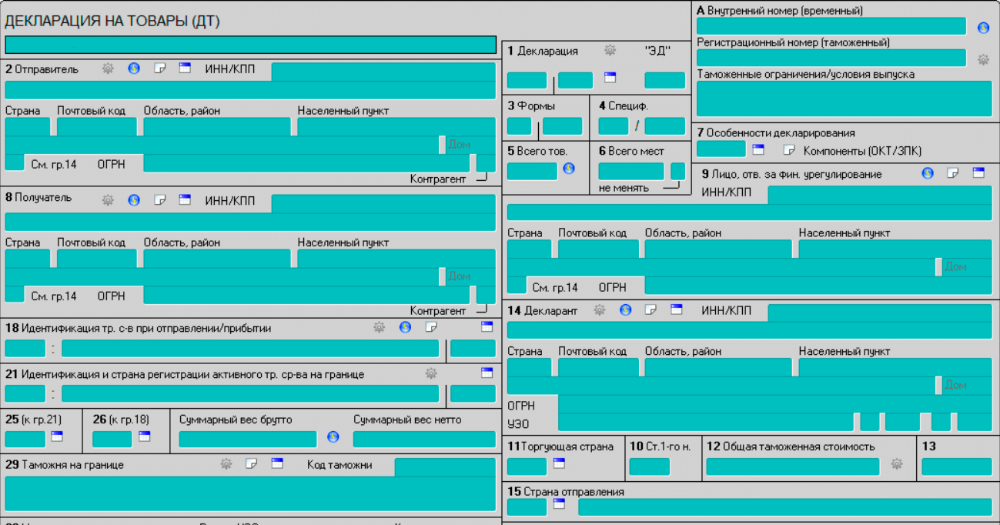 ДЕКЛАРАЦИЯ НА ТОВАРЫ (ДТ)
А Внутренний номер (временный)
Регистрационный номер (таможенный)
Таможенные ограничения/условия выпуска
1 Декларация "ЭД"
2 Отправитель ИНН/КПП
Страна Почтовый код Область, район Населенный пункт
Дом
См. гр.14 ОГРН
Контрагент
3 Формы
4 Специф.
/
5 Всего тов.
6 Всего мест
не менять
7 Особенности декларирования
Компоненты (ОКТ/ЗПК)
8 Получатель ИНН/КПП
Страна Почтовый код Область, район Населенный пункт
Дом
См. гр.14 ОГРН
Контрагент
9 Лицо, отв. за фин. урегулирование
ИНН/КПП
Страна Почтовый код Область, район Населенный пункт
Дом
См. гр.14 ОГРН
18 Идентификация тр. с-в при отправлении/прибытии
:
21 Идентификация и страна регистрации активного тр. ср-ва на границе
:
14 Декларант ИНН/КПП
Страна Почтовый код Область, район Населенный пункт
Дом
ОГРН
УЭО
25 (к гр.21)
26 (к гр.18)
Суммарный вес брутто Суммарный вес нетто
29 Таможня на границе Код таможни
11 Торгующая страна
10 Ст.1-го н.
12 Общая таможенная стоимость
13
15 Страна отправления